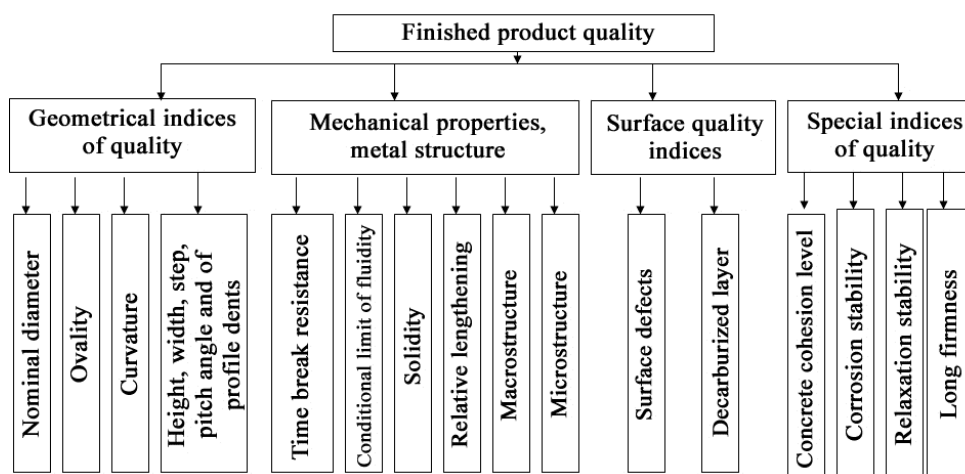 Finished product quality
Geometrical indices
of quality
Mechanical properties,
metal structure
Surface quality
indices
Special indices
of quality
Nominal diameter
Ovality
Curvature
Height, width, step,
pitch angle and of
profile dents
Time break resistance
Conditional limit of fluidity
Solidity
Relative lengthening
Macrostructure
Microstructure
Surface defects
Decarburized layer
Concrete cohesion level
Corrosion stability
Relaxation stability
Long firmness